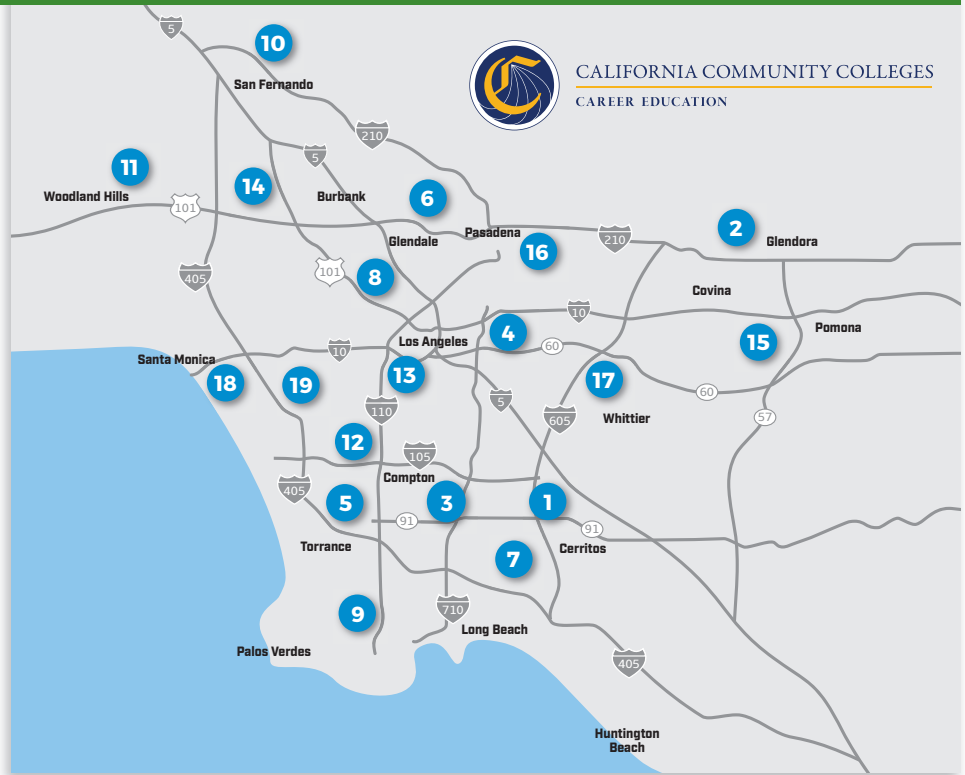 5
10
San Fernando
CALIFORNIA COMMUNITY COLLEGES
CAREER EDUCATION
C
210
5
11
Woodland Hills
101
14
Burbank
6
Glendale
Pasadena
16
210
2
Glendora
405
101
8
Covina
10
4
60
15
Pomona
Los Angeles
Santa Monica
10
18
19
13
17
60
110
5
605
Whittier
57
12
105
Compton
405
5
3
1
91
91
Torrance
7
Cerritos
9
710
Long Beach
Palos Verdes
405
Huntington
Beach